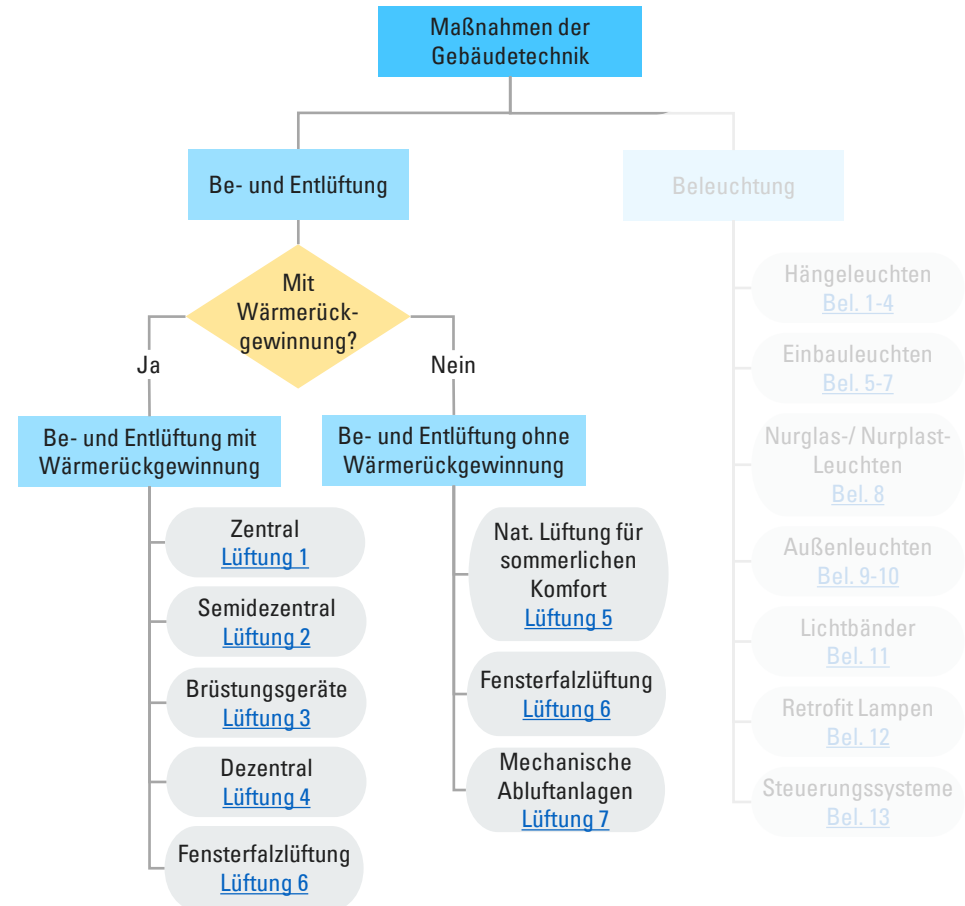 Maßnahmen der
Gebäudetechnik
Be- und Entlüftung
Mit
Wärmerück-
gewinnung?
Ja
Nein
Be- und Entlüftung mit
Wärmerückgewinnung
Zentral
Lüftung 1
Semidezentral
Lüftung 2
Brüstungsgeräte
Lüftung 3
Dezentral
Lüftung 4
Fensterfalzlüftung
Lüftung 6
Be- und Entlüftung ohne
Wärmerückgewinnung
Nat. Lüftung für
sommerlichen
Komfort
Lüftung 5
Fensterfalzlüftung
Lüftung 6
Mechanische
Abluftanlagen
Lüftung 7
Beleuchtung
Hängeleuchten
Bel. 1-4
Einbauleuchten
Bel. 5-7
Nurglas-/ Nurplast-
Leuchten
Bel. 8
Außenleuchten
Bel. 9-10
Lichtbänder
Bel. 11
Retrofit Lampen
Bel. 12
Steuerungssysteme
Bel. 13